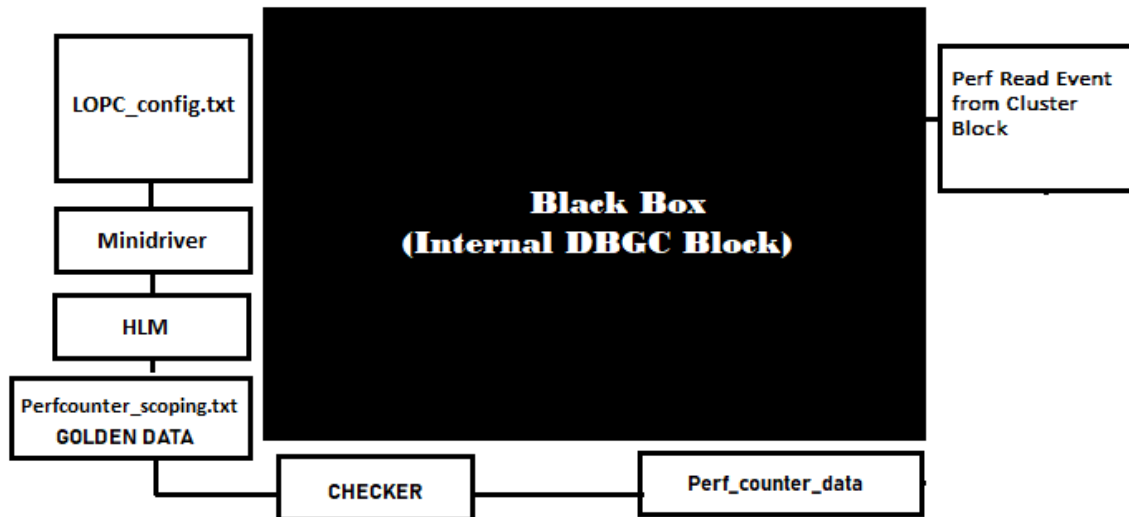 LOPC_config.txt
Minidriver
HLM
Perfcounter_scoping.txt
GOLDEN DATA
Black Box
(Internal DBGC Block)
Perf Read Event
from Cluster
Block
CHECKER
Perf_counter_data